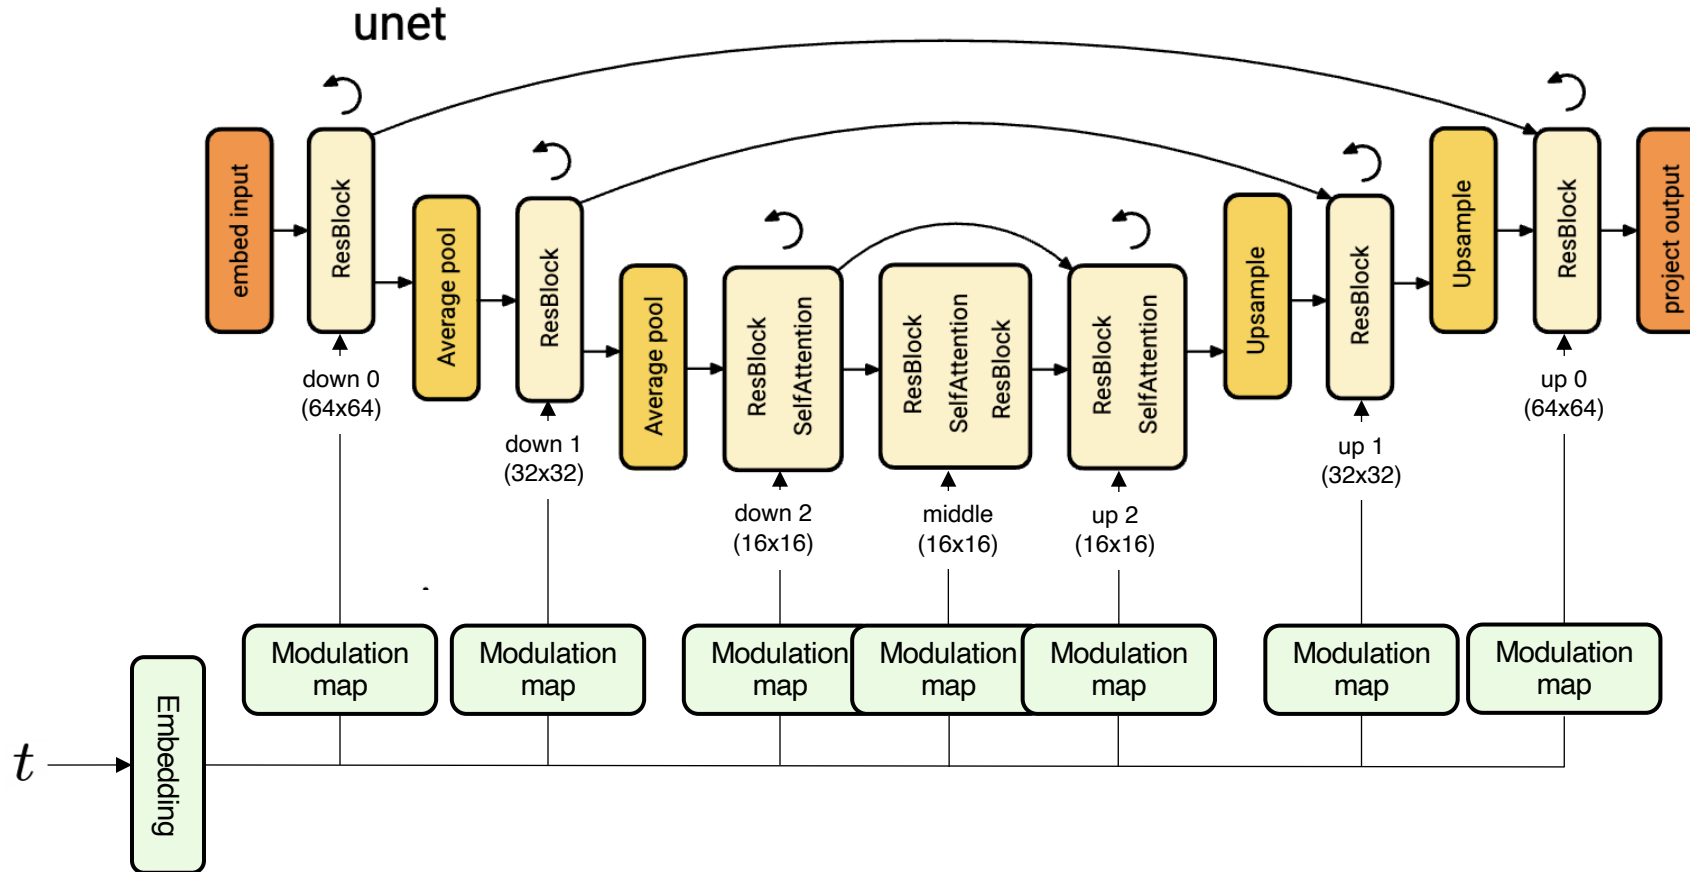 unet
embed input
ResBlock
Average pool
ResBlock
Average pool
ResBlock
SelfAttention
ResBlock
SelfAttention
ResBlock
ResBlock
SelfAttention
Upsample
ResBlock
Upsample
ResBlock
project output
down 0
(64x64)
down 1
(32x32)
down 2
(16x16)
middle
(16x16)
up 2
(16x16)
up 1
(32x32)
up 0
(64x64)
Modulation
map
Modulation
map
Modulation
map
Modulation
map
Modulation
map
Modulation
map
Modulation
map
t
Embedding